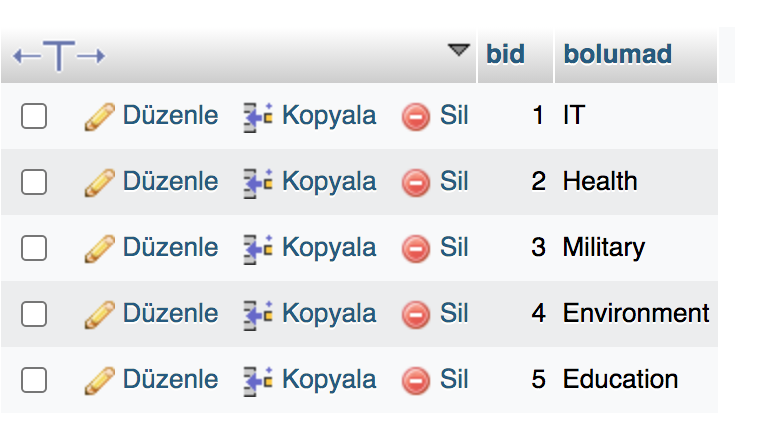 bid bolumad
Düzenle Kopyala Sil 1 IT
Düzenle Kopyala Sil 2 Health
Düzenle Kopyala Sil 3 Military
Düzenle Kopyala Sil 4 Environment
Düzenle Kopyala Sil 5 Education